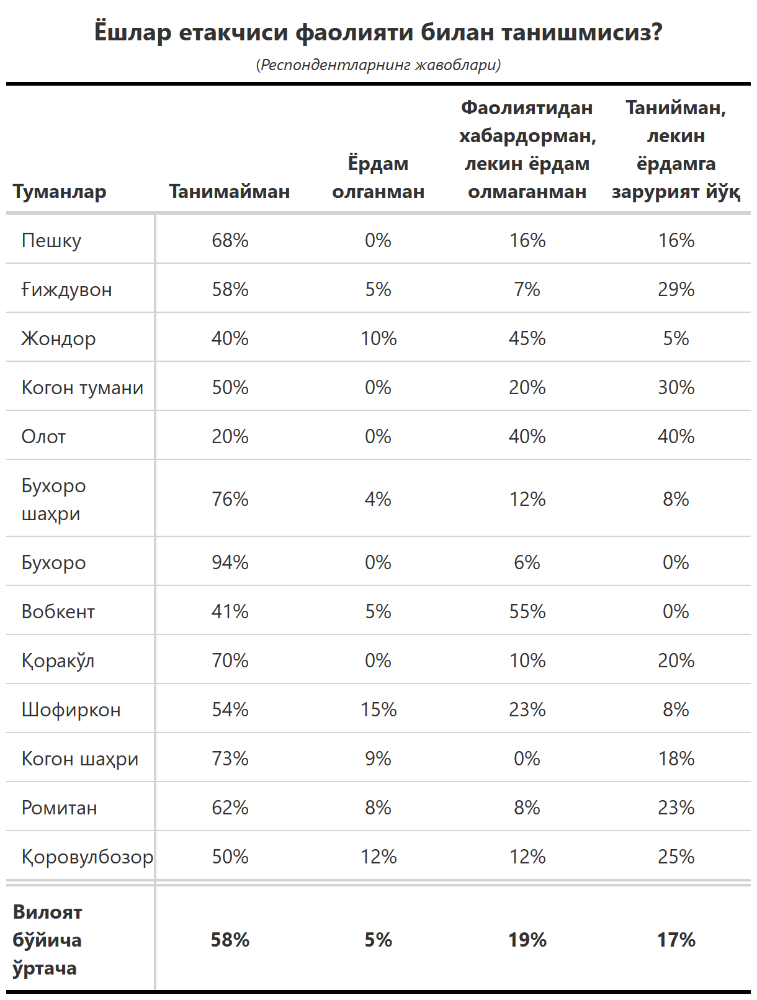 Ёшлар етакчиси фаолияти билан танишмисиз?
(Респондентларнинг жавоблари)
Туманлар Танимайман Ёрдам олганман Фаолиятидан хабардорман, лекин ёрдам олмаганман Танийман, лекин ёрдамга зарурият йўқ
Пешку 68% 0% 16% 16%
Ғиждувон 58% 5% 7% 29%
Жондор 40% 10% 45% 5%
Когон тумани 50% 0% 20% 30%
Олот 20% 0% 40% 40%
Бухоро шаҳри 76% 4% 12% 8%
Бухоро 94% 0% 6% 0%
Вобкент 41% 5% 55% 0%
Қоракўл 70% 0% 10% 20%
Шофиркон 54% 15% 23% 8%
Когон шаҳри 73% 9% 0% 18%
Ромитан 62% 8% 8% 23%
Қоровулбозор 50% 12% 12% 25%
Вилоят бўйича ўртача 58% 5% 19% 17%